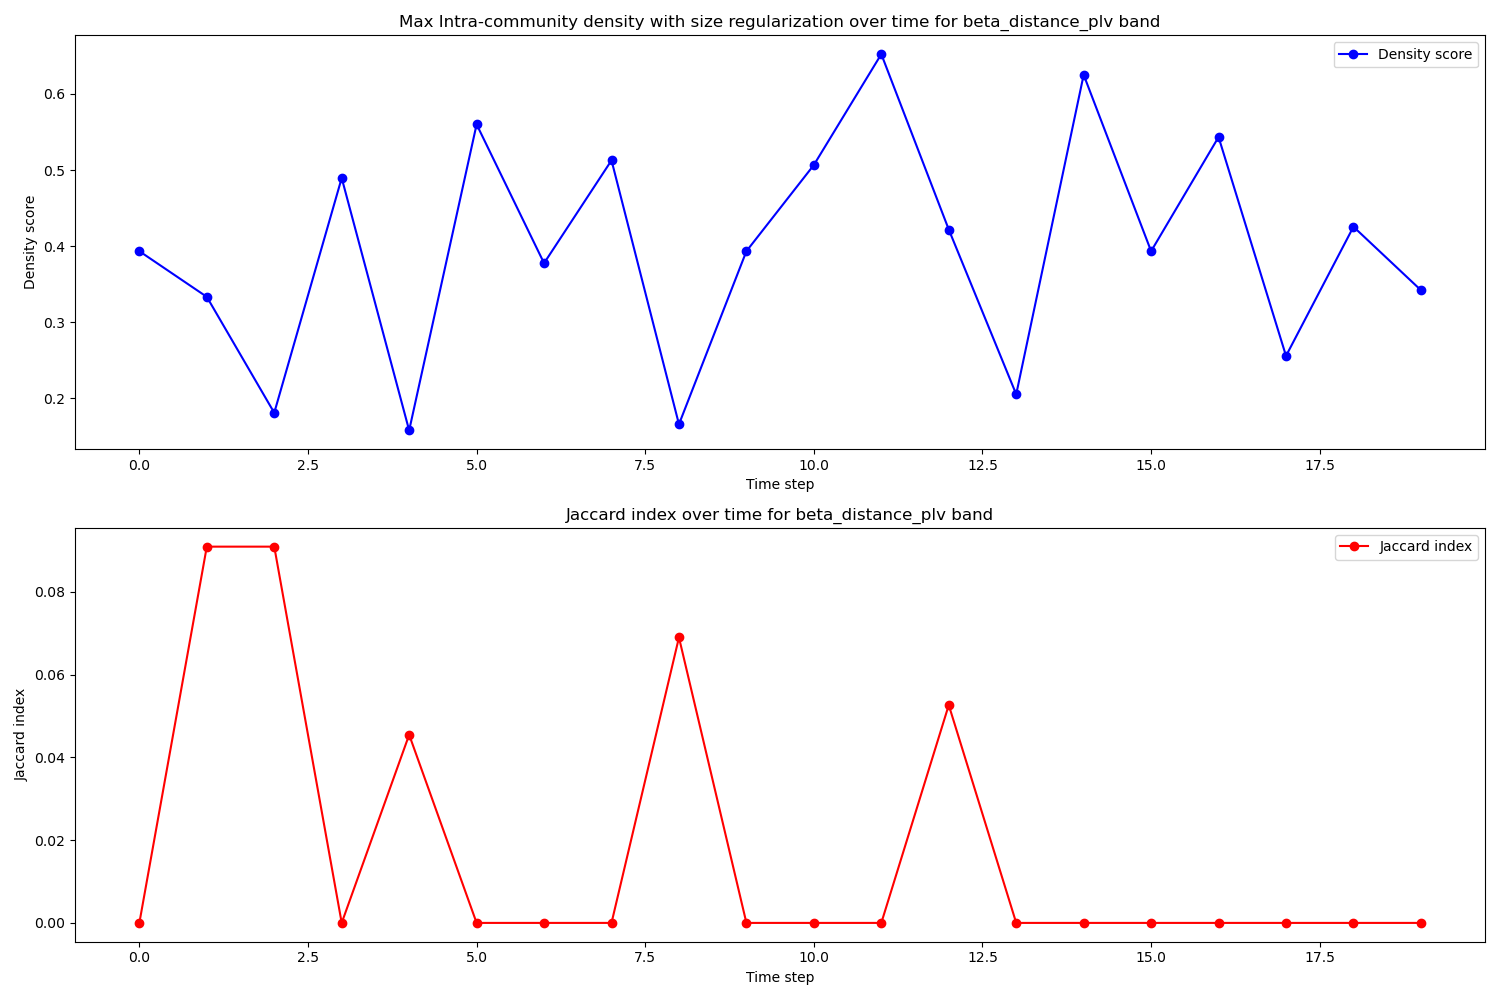 Max Intra-community density with size regularization over time for beta_distance_plv band
Density score
Density score
0.6
0.5
0.4
0.3
0.2
0.0 2.5 5.0 7.5 10.0 12.5 15.0 17.5
Time step
Jaccard index over time for beta_distance_plv band
Jaccard index
Jaccard index
0.08
0.06
0.04
0.02
0.00
0.0 2.5 5.0 7.5 10.0 12.5 15.0 17.5
Time step